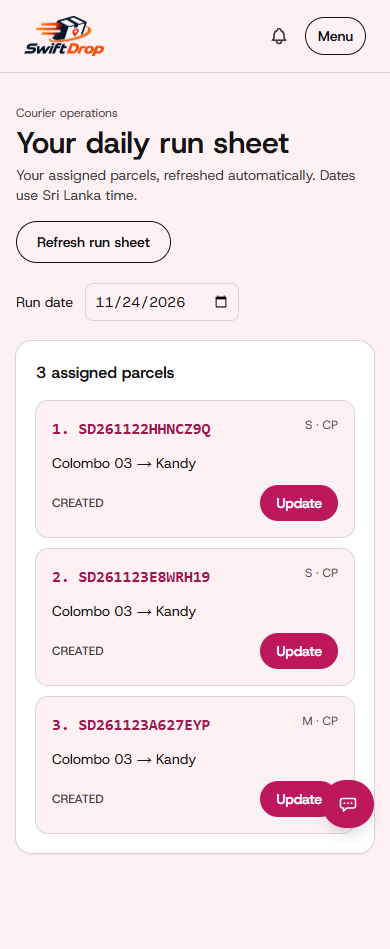 SwiftDrop
Menu
Courier operations
Your daily run sheet
Your assigned parcels, refreshed automatically. Dates
use Sri Lanka time.
Refresh run sheet
Run date 11/24/2026
3 assigned parcels
1. SD261122HHNCZ9Q S · CP
Colombo 03 → Kandy
CREATED Update
2. SD261123E8WRH19 S · CP
Colombo 03 → Kandy
CREATED Update
3. SD261123A627EYP M · CP
Colombo 03 → Kandy
CREATED Update